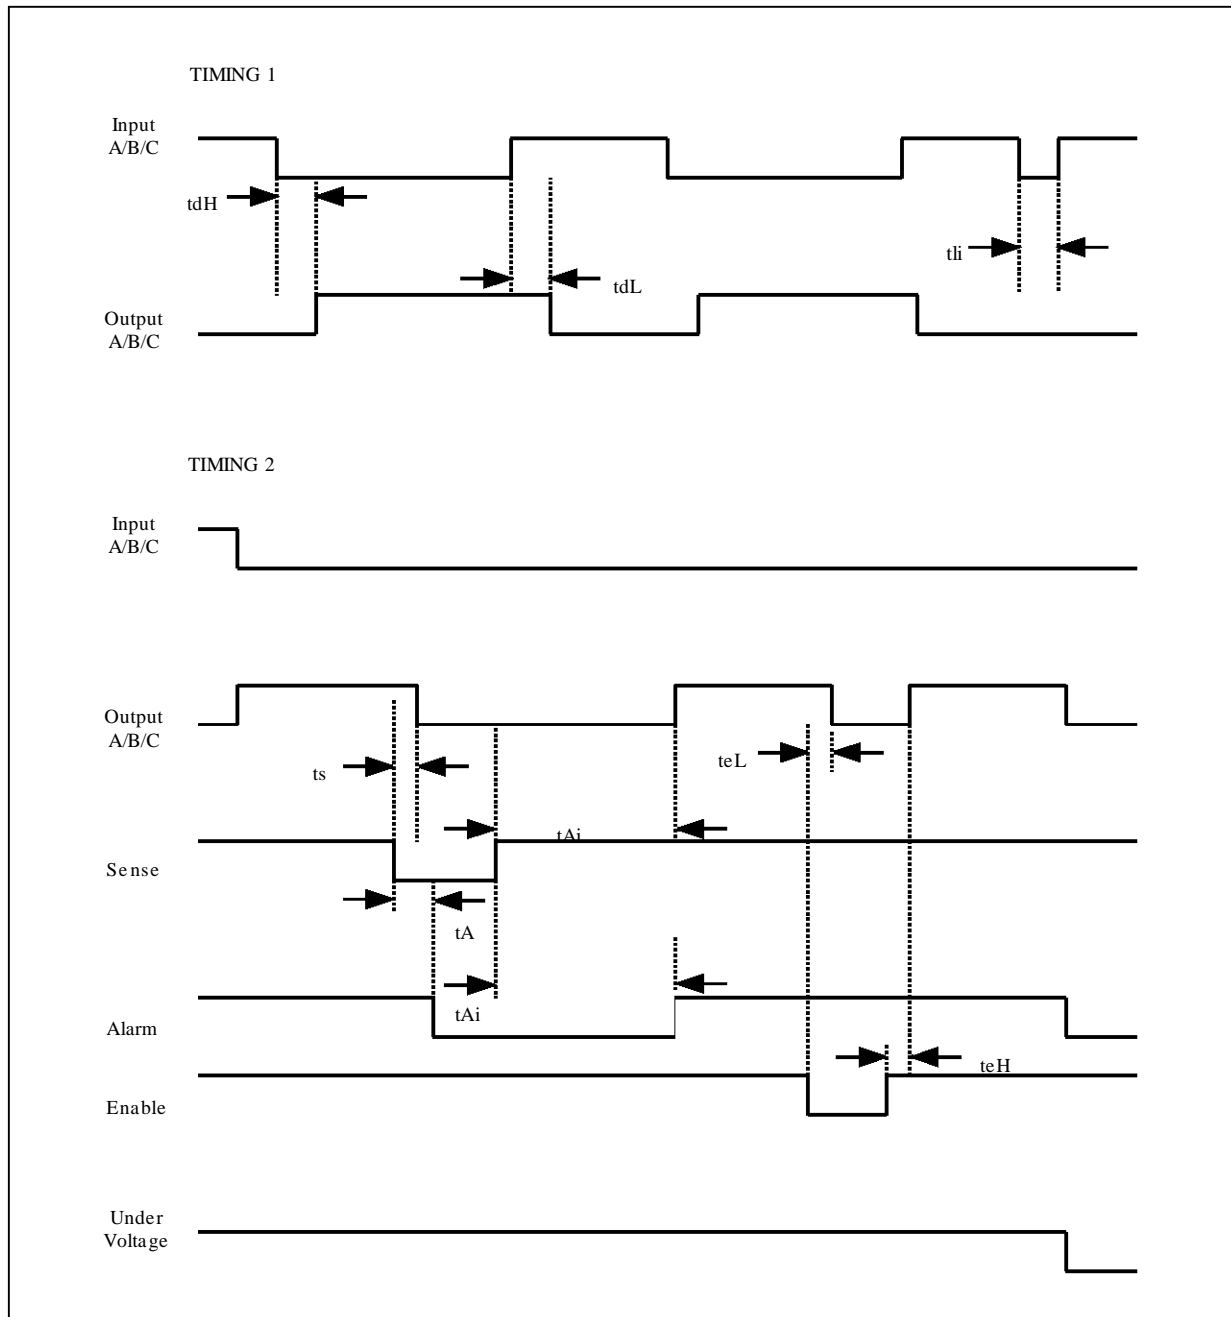 TIMING 1
Input
A/B/C
tdH
tli
tdL
Output
A/B/C
TIMING 2
Input
A/B/C
Output
A/B/C
ts
teL
tAi
Sense
tA
tAi
Alarm
teH
Enable
Under
Voltage